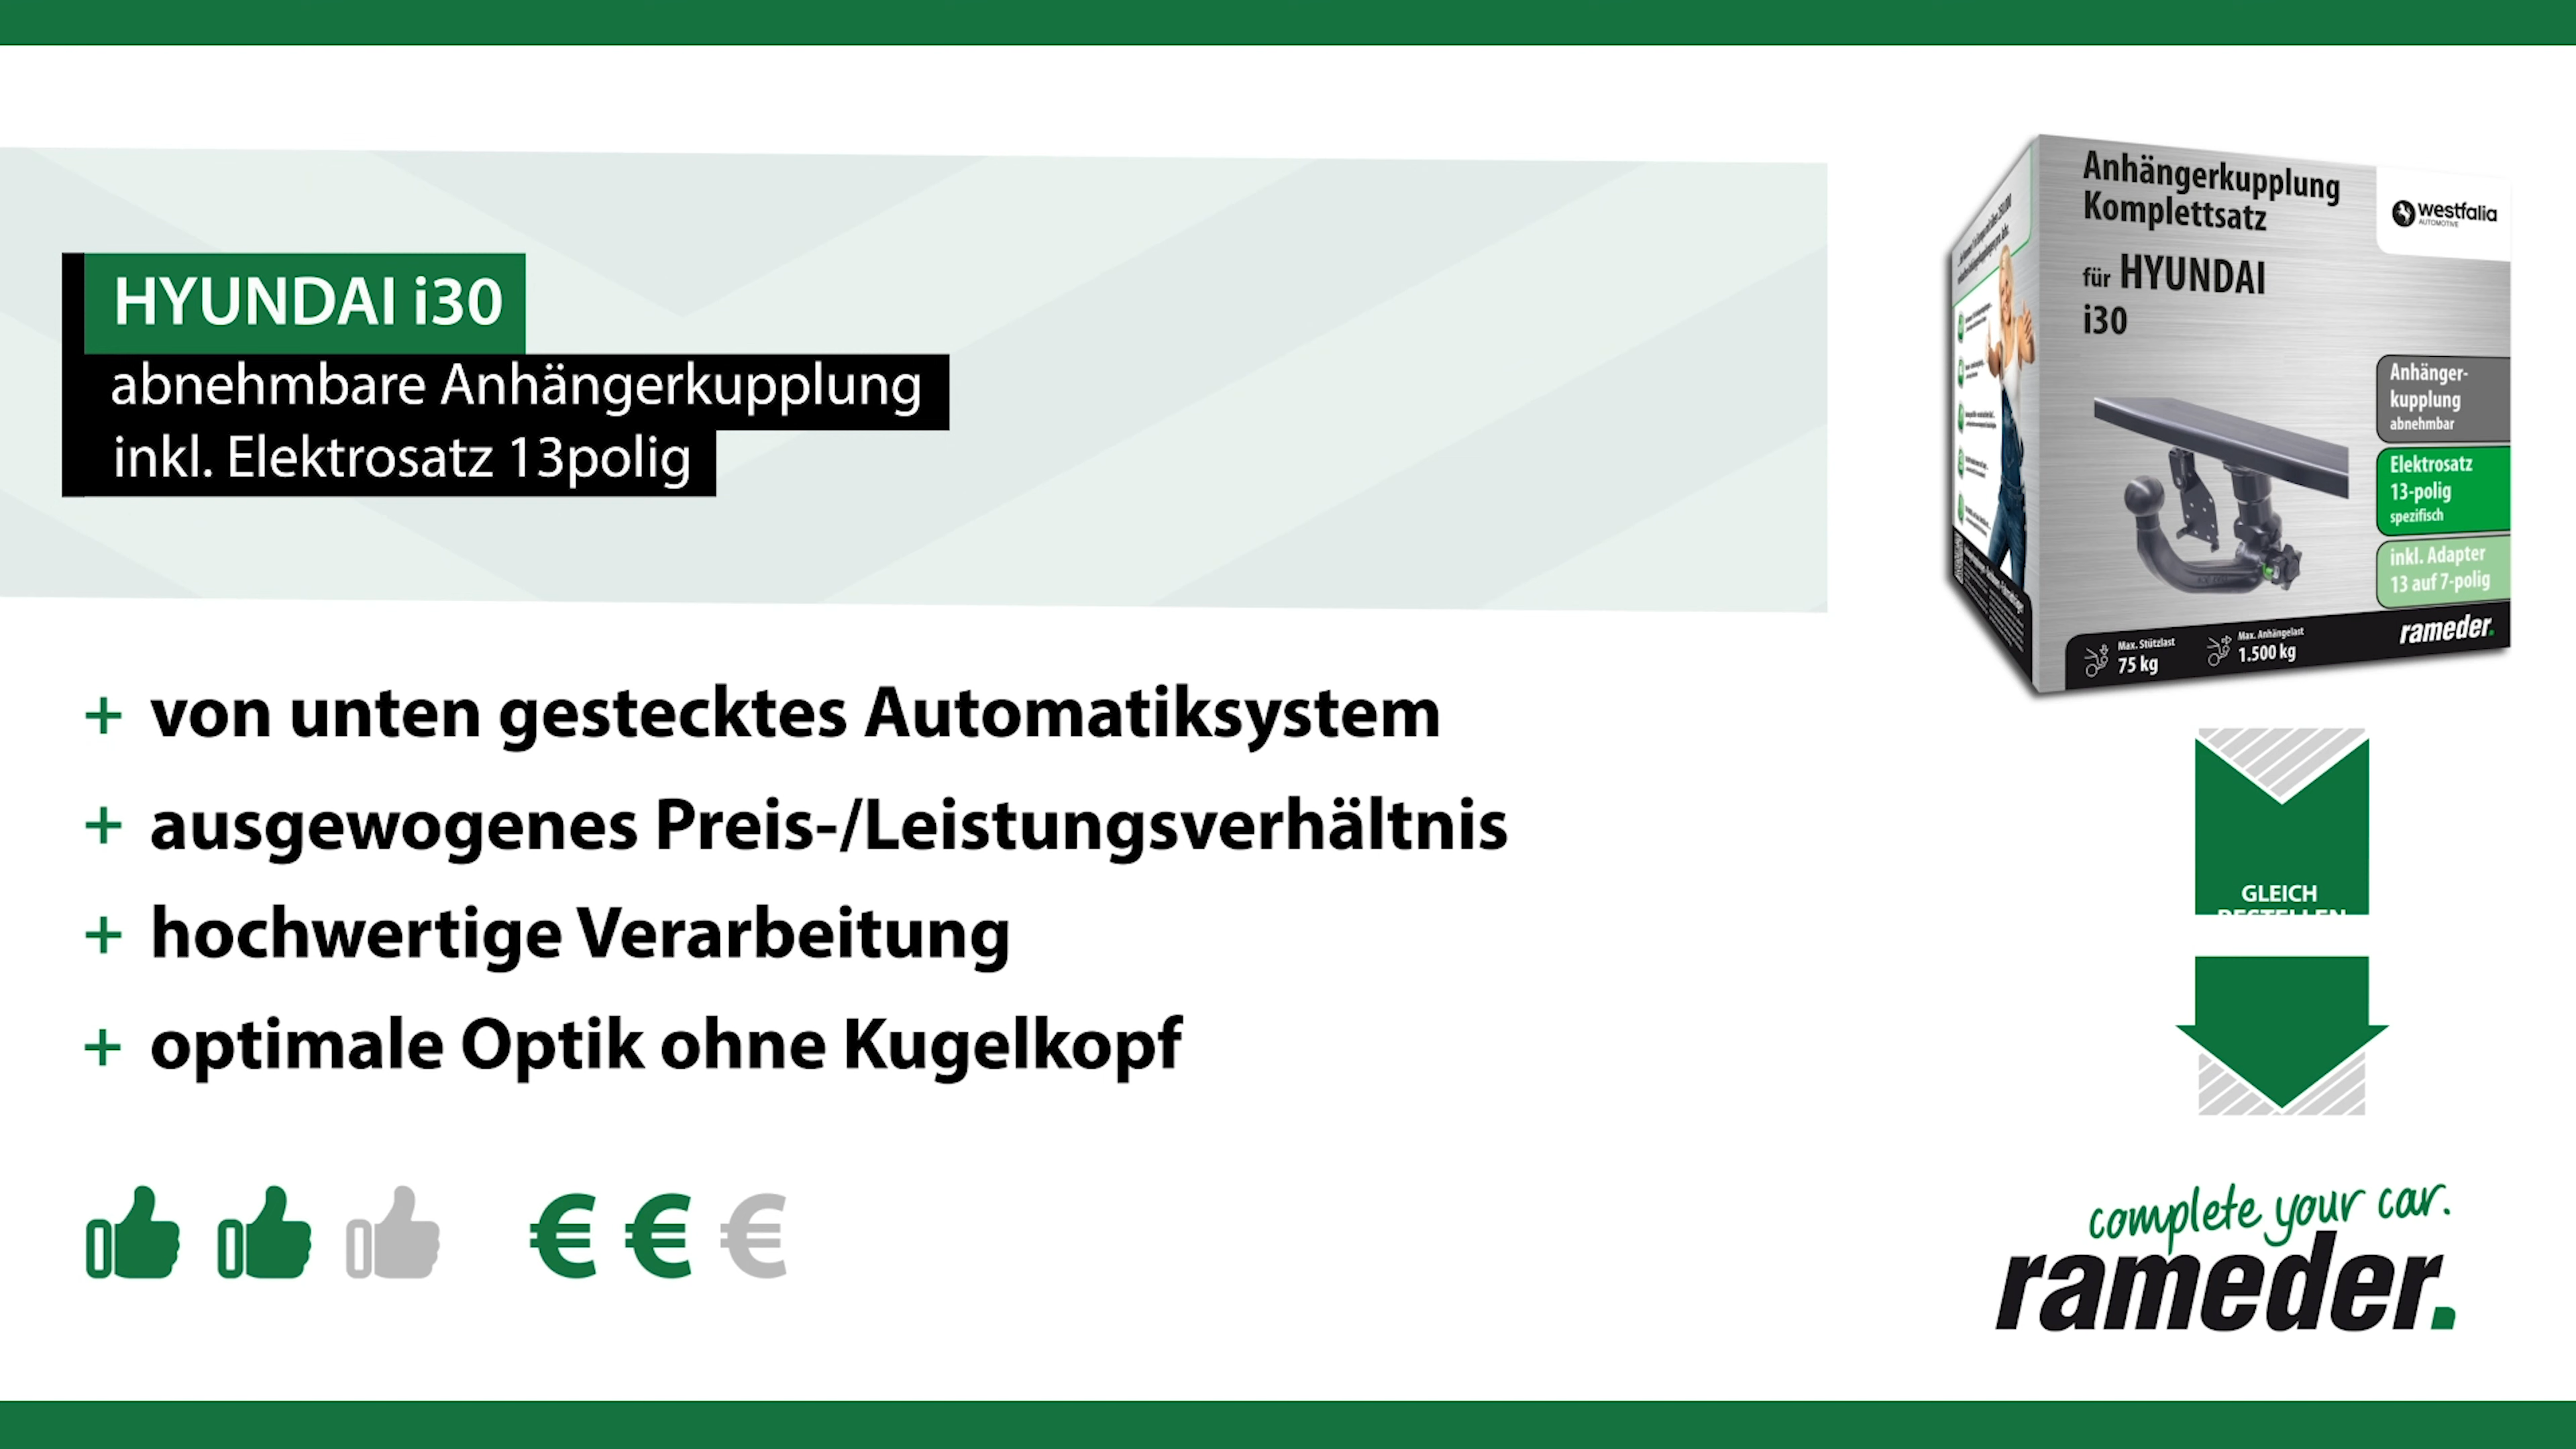 HYUNDAI i30
abnehmbare Anhängerkupplung
inkl. Elektrosatz 13polig
+ von unten gestecktes Automatiksystem
+ ausgewogenes Preis-/Leistungsverhältnis
+ hochwertige Verarbeitung
+ optimale Optik ohne Kugelkopf
€ € €
Anhängerkupplung
Komplettsatz
für HYUNDAI
i30
westfalia
AUTOMOTIVE
Anhänger-
kupplung
abnehmbar
Elektrosatz
13-polig
spezifisch
inkl. Adapter
13 auf 7-polig
Max. Stützlast
75 kg
Max. Anhängelast
1.500 kg
rameder.
GLEICH
BESTELLEN
complete your car.
rameder.